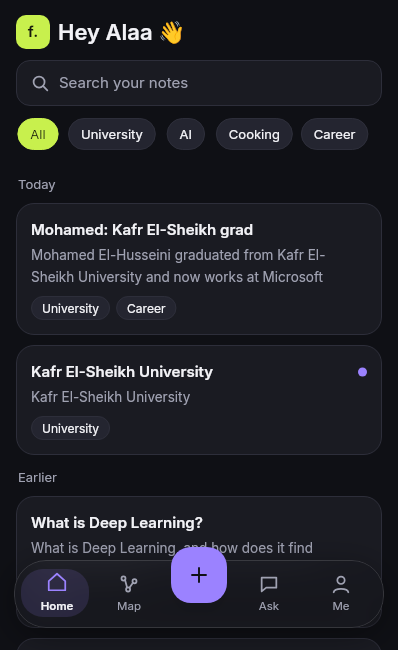 f. Hey Alaa 👋
Search your notes
All University AI Cooking Career
Today
Mohamed: Kafr El-Sheikh grad
Mohamed El-Husseini graduated from Kafr El-
Sheikh University and now works at Microsoft
University Career
Kafr El-Sheikh University
Kafr El-Sheikh University
University
Earlier
What is Deep Learning?
What is Deep Learning, and how does it find
Home Map + Ask Me